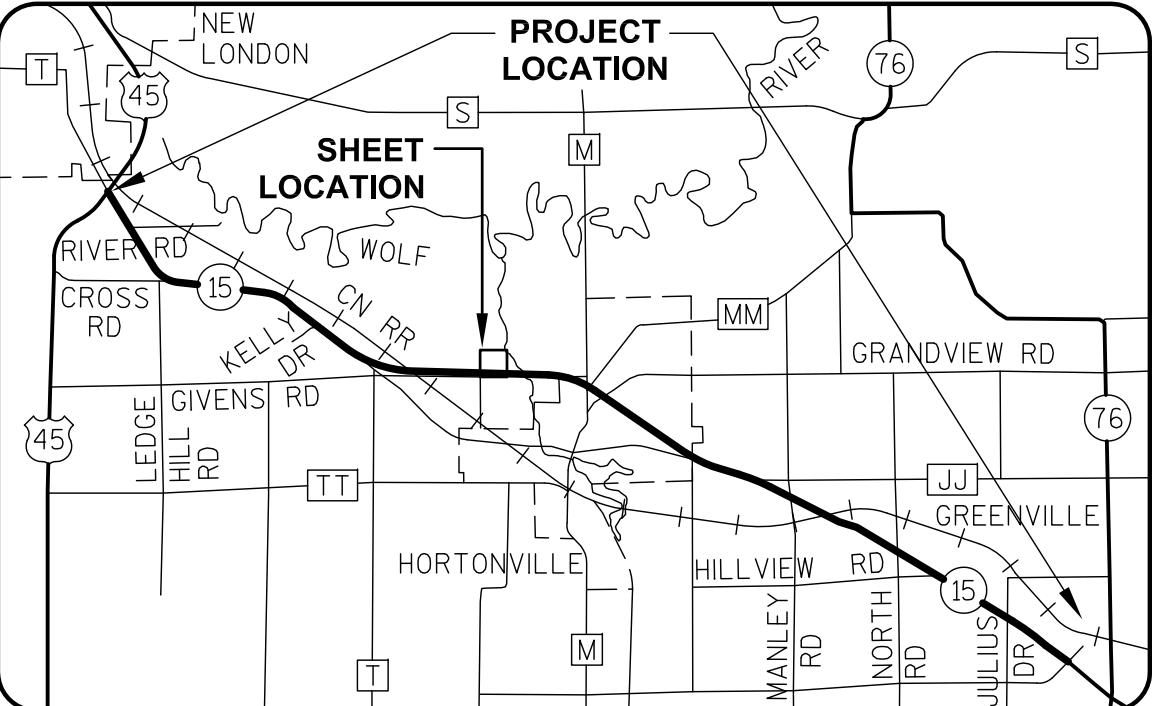 NEW
LONDON
PROJECT
LOCATION
RIVER
76
S
T
45
S
M
SHEET
LOCATION
RIVER RD
WOLF
CROSS
RD
15
CN RR
KELLY
DR
MM
GRANDVIEW RD
GIVENS RD
LEDGE
HILL
RD
45
76
TT
JJ
GREENVILLE
HORTONVILLE
HILLVIEW RD
15
MANLEY
RD
NORTH
RD
JULIUS
DR
T
M